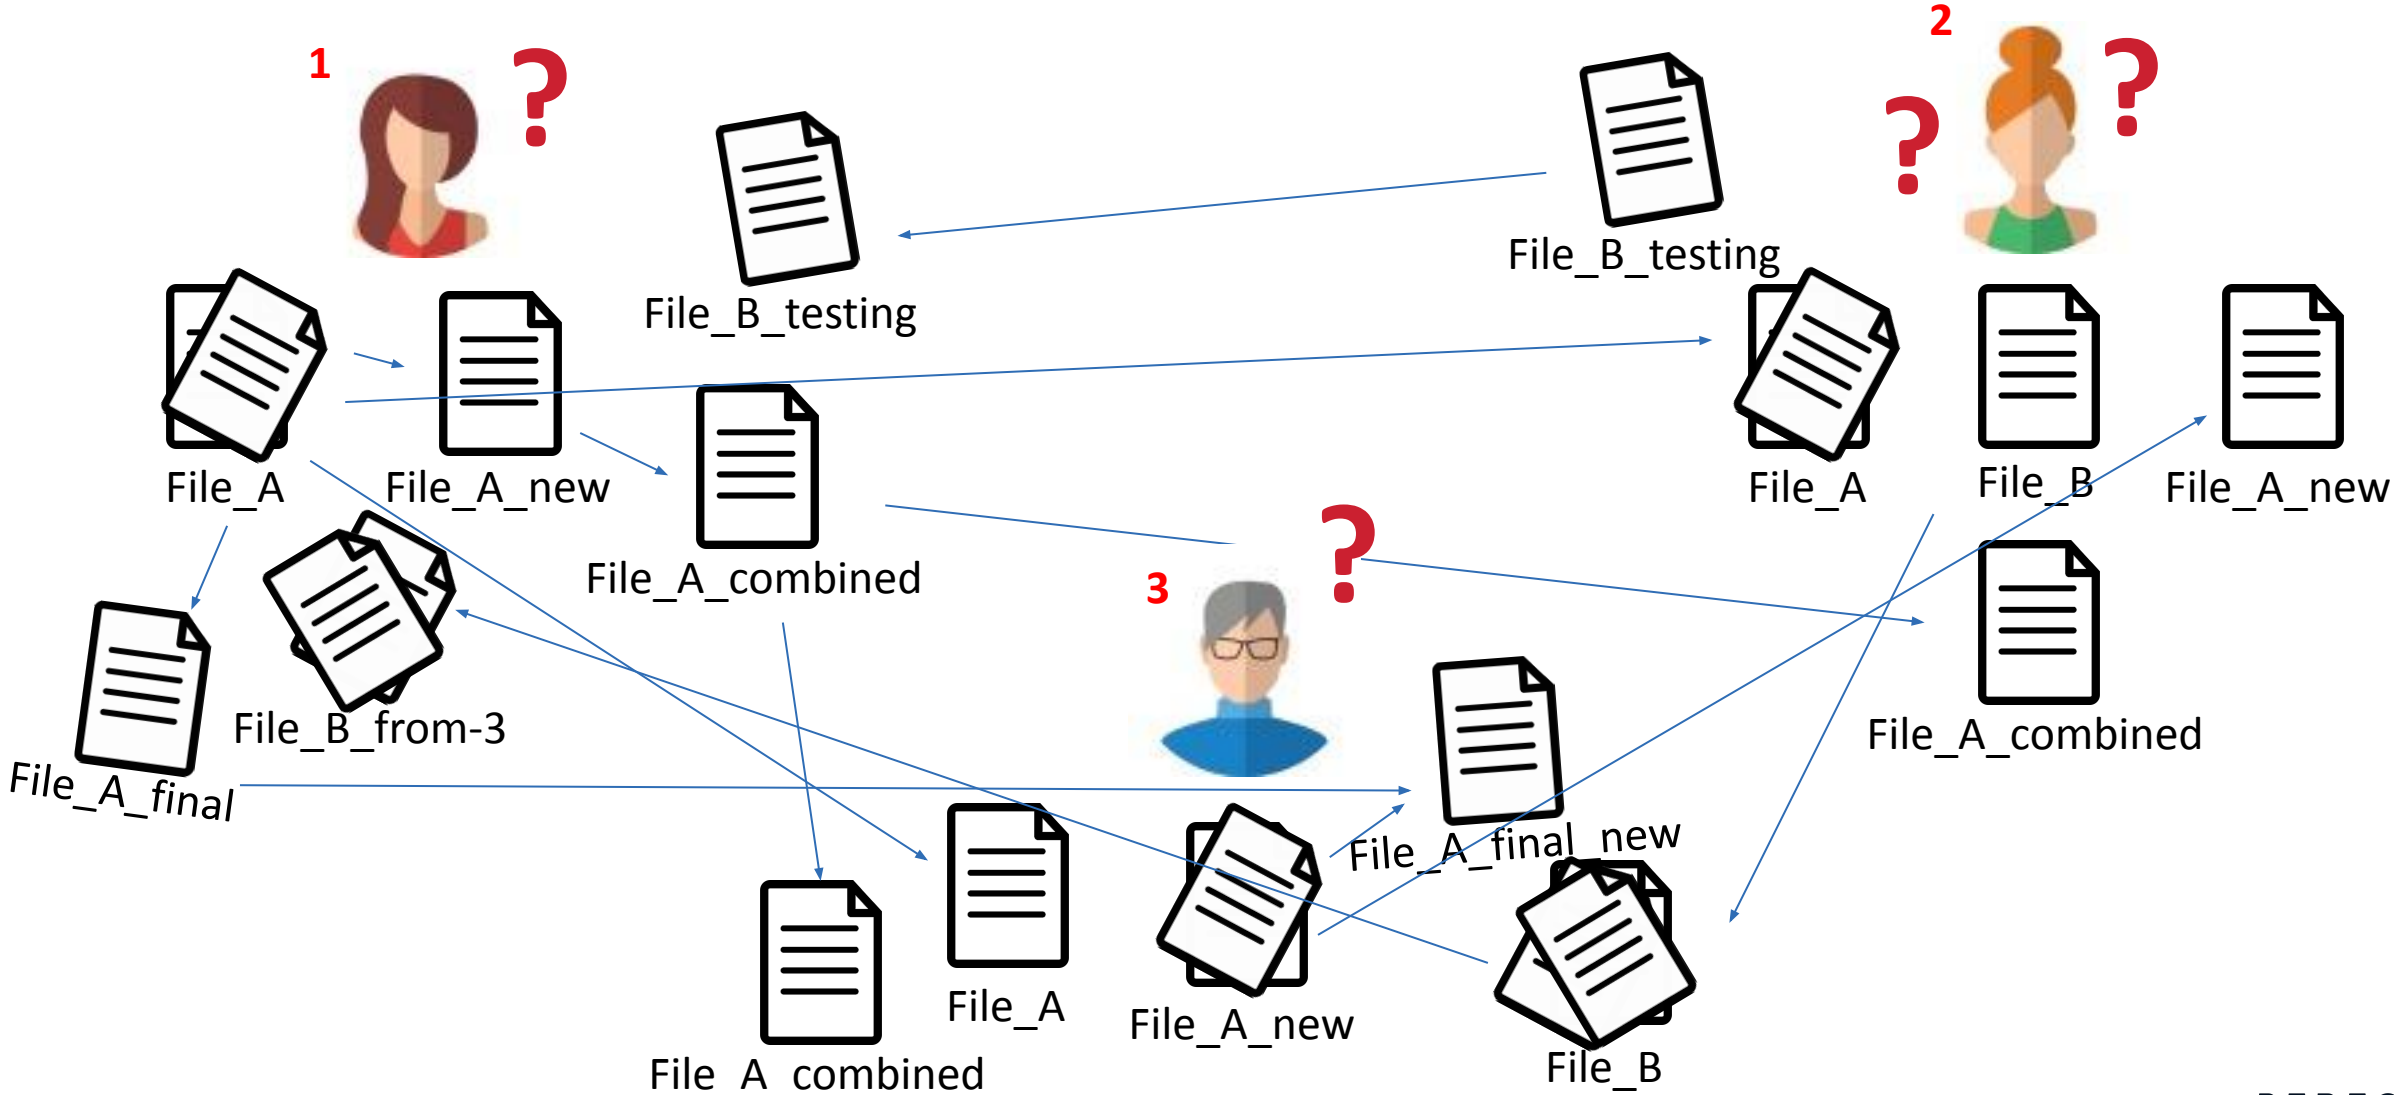 1
?
2
?
?
File_B_testing
File_B_testing
File_A
File_A_new
File_A_combined
File_A
File_B
File_A_new
File_B_from-3
File_A_final
3
?
File_A_combined
File_A_final_new
File_A_combined
File_A
File_A_new
File_B